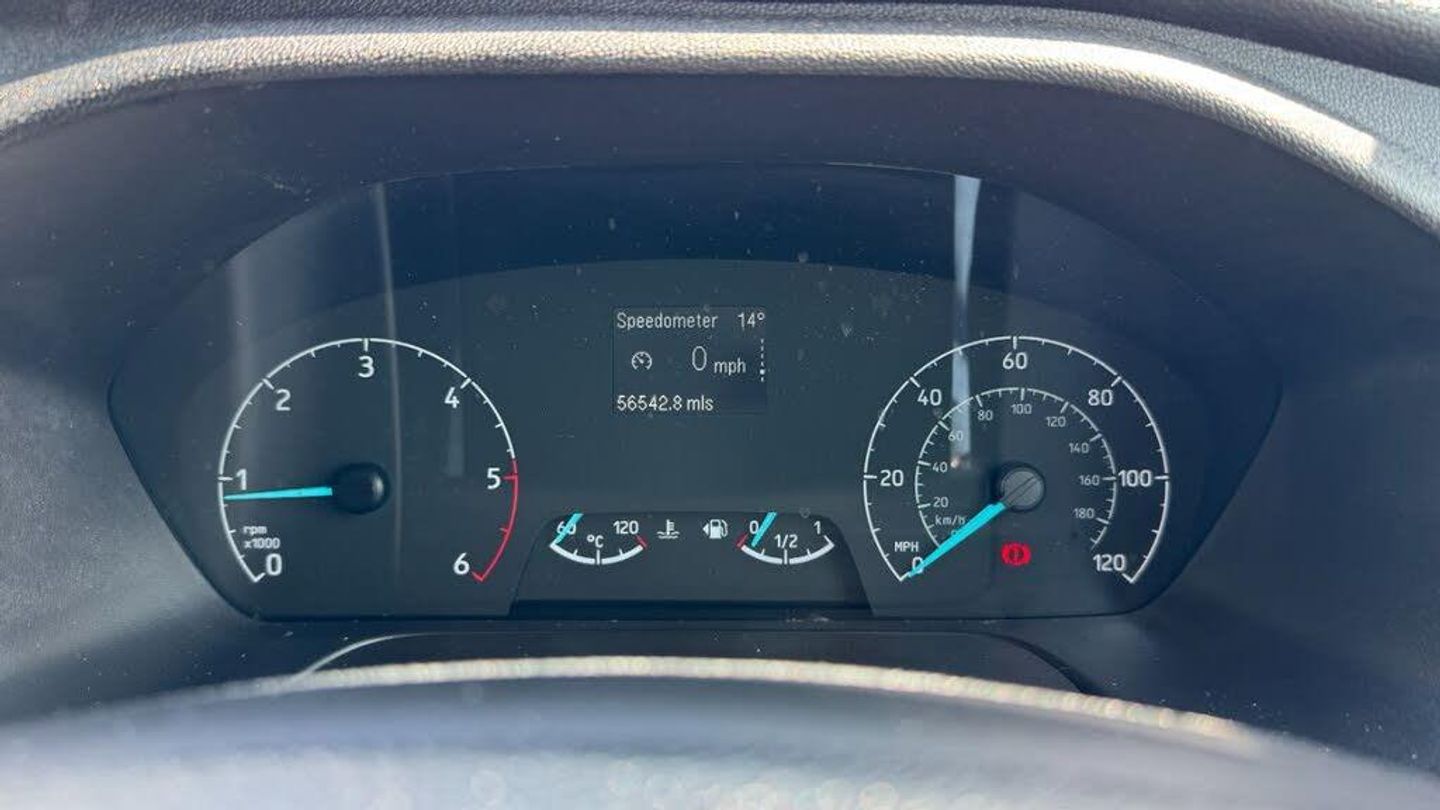 Speedometer 14°
0 mph
56542.8 mls
0 1 2 3 4 5 6
rpm
x1000
60 120
°C
0 1/2 1
0 20 40 60 80 100 120
MPH
20 40 60 80 100 120 140 160 180
km/h